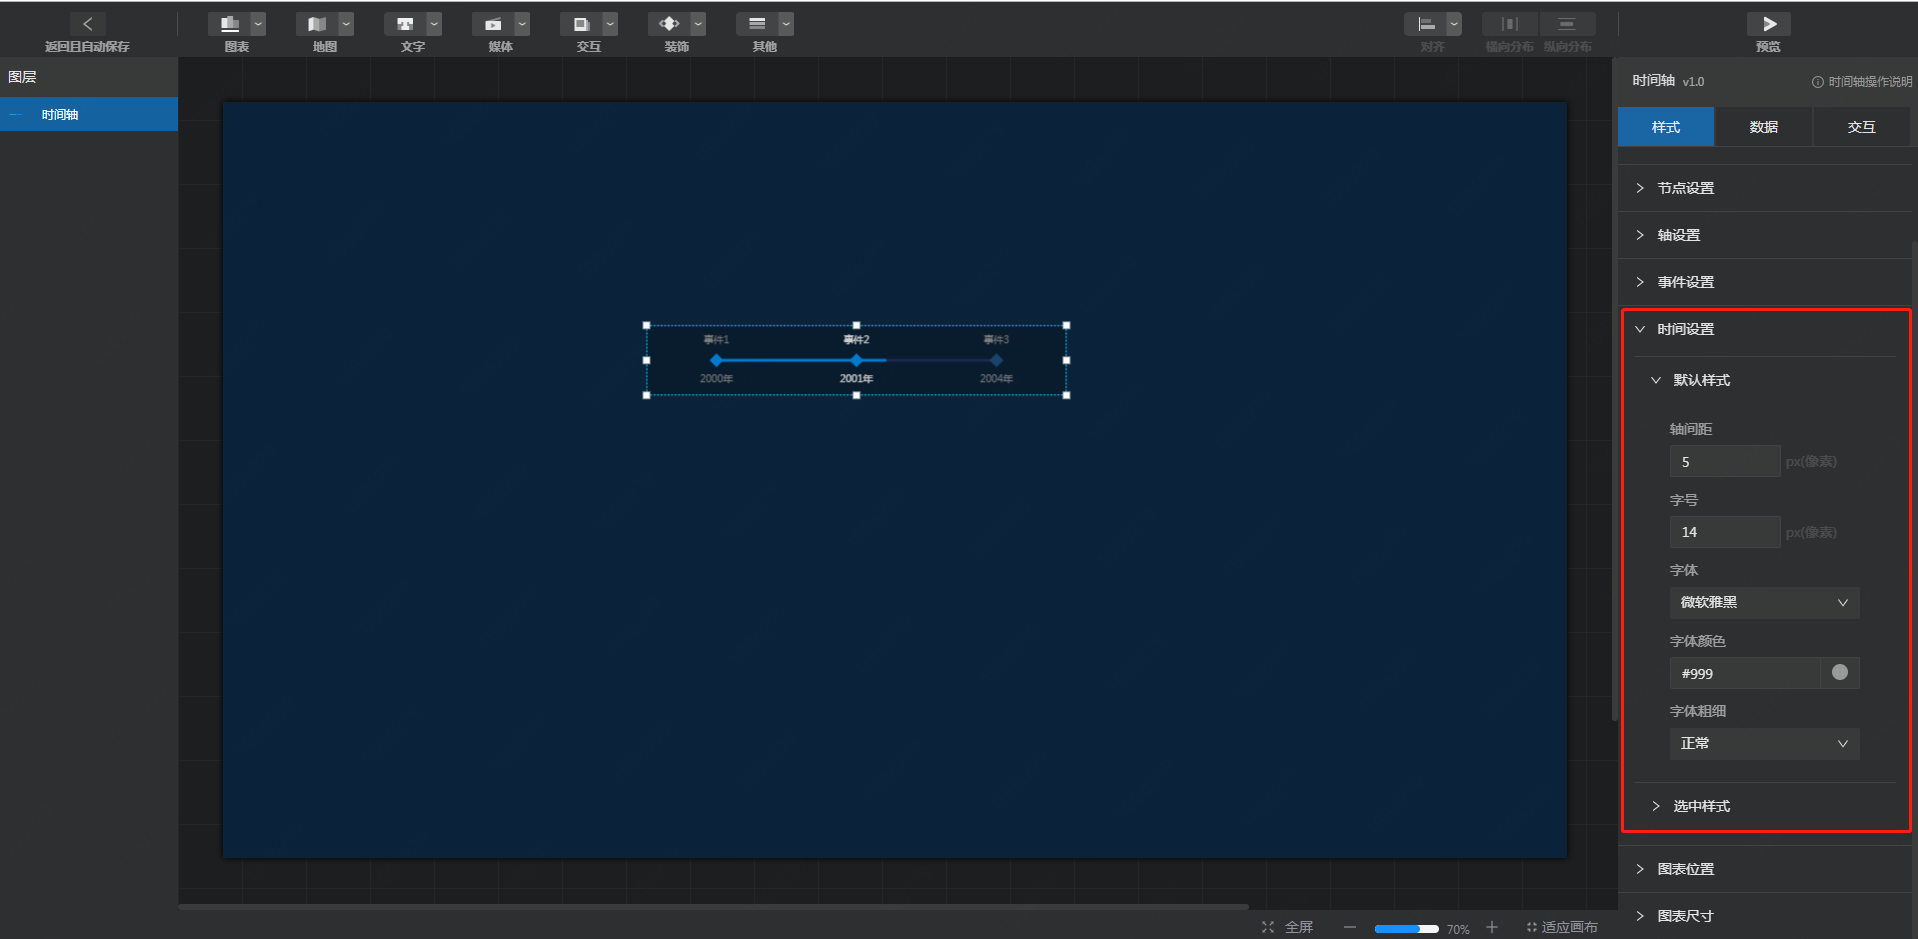 返回且自动保存
图表
地图
文字
媒体
交互
装饰
其他
对齐
横向分布
纵向分布
预览
图层
时间轴
事件1
事件2
事件3
2000年
2001年
2004年
时间轴 v1.0
时间轴操作说明
样式
数据
交互
节点设置
轴设置
事件设置
时间设置
默认样式
轴间距
5 px(像素)
字号
14 px(像素)
字体
微软雅黑
字体颜色
#999
字体粗细
正常
选中样式
图表位置
图表尺寸
全屏
70%
适应画布